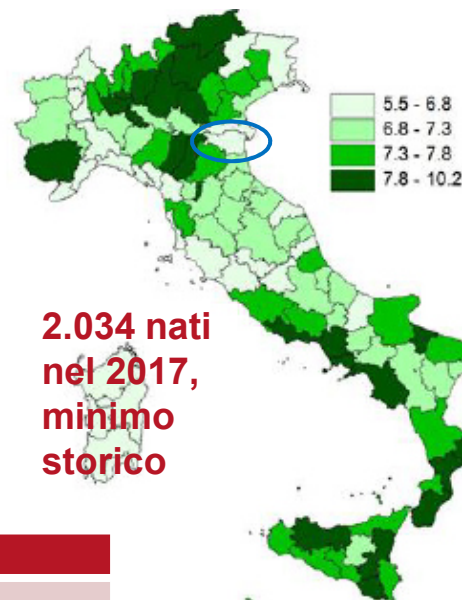 5.5 - 6.8
6.8 - 7.3
7.3 - 7.8
7.8 - 10.2
2.034 nati
nel 2017,
minimo
storico